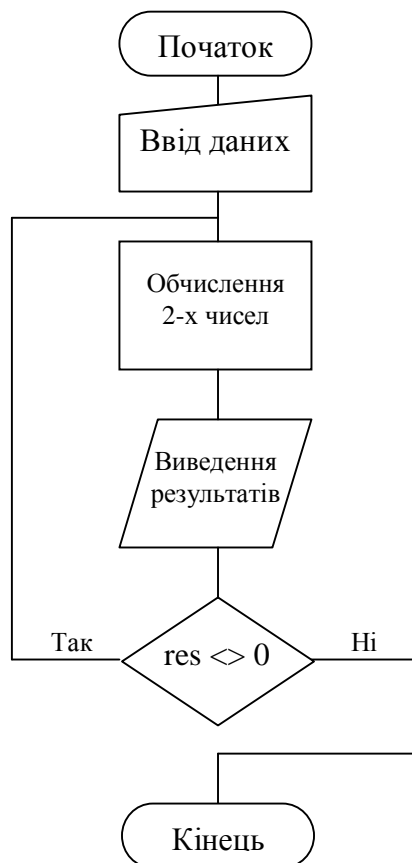 Початок
Ввід даних
Обчислення
2-х чисел
Виведення
результатів
Так
res <> 0
Ні
Кінець